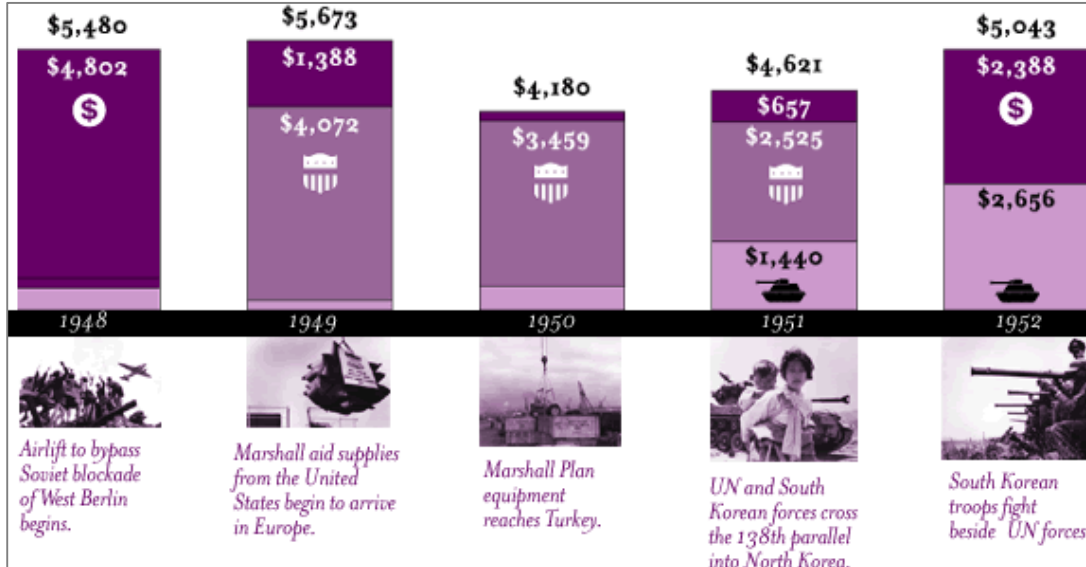 $5,480
$4,802
$
$5,673
$1,388
$4,072
$4,180
$3,459
$4,621
$657
$2,525
$1,440
$5,043
$2,388
$
$2,656
1948
1949
1950
1951
1952
Airlift to bypass
Soviet blockade
of West Berlin
begins.
Marshall aid supplies
from the United
States begin to arrive
in Europe.
Marshall Plan
equipment
reaches Turkey.
UN and South
Korean forces cross
the 138th parallel
into North Korea.
South Korean
troops fight
beside UN forces